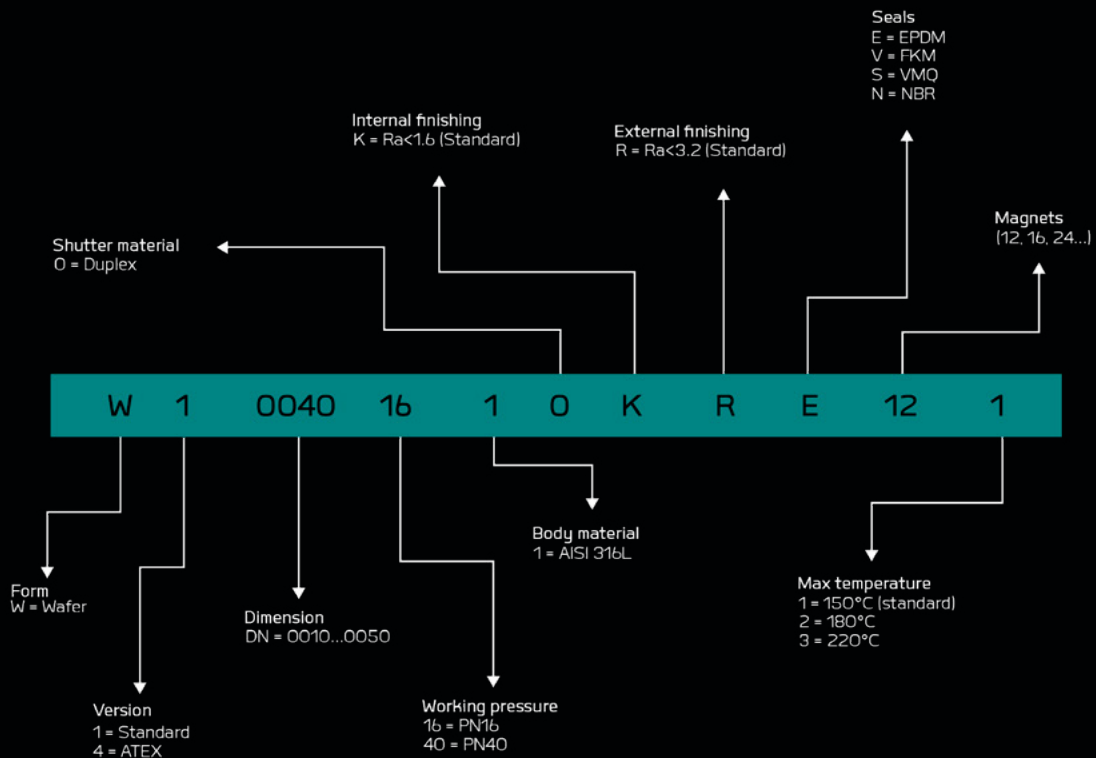 Seals
E = EPDM
V = FKM
S = VMQ
N = NBR
Internal finishing
K = Ra<1.6 (Standard)
External finishing
R = Ra<3.2 (Standard)
Magnets
(12, 16, 24...)
Shutter material
0 = Duplex
W 1 0040 16 1 0 K R E 12 1
Form
W = Wafer
Version
1 = Standard
4 = ATEX
Dimension
DN = 0010...0050
Working pressure
16 = PN16
40 = PN40
Body material
1 = AISI 316L
Max temperature
1 = 150°C (standard)
2 = 180°C
3 = 220°C